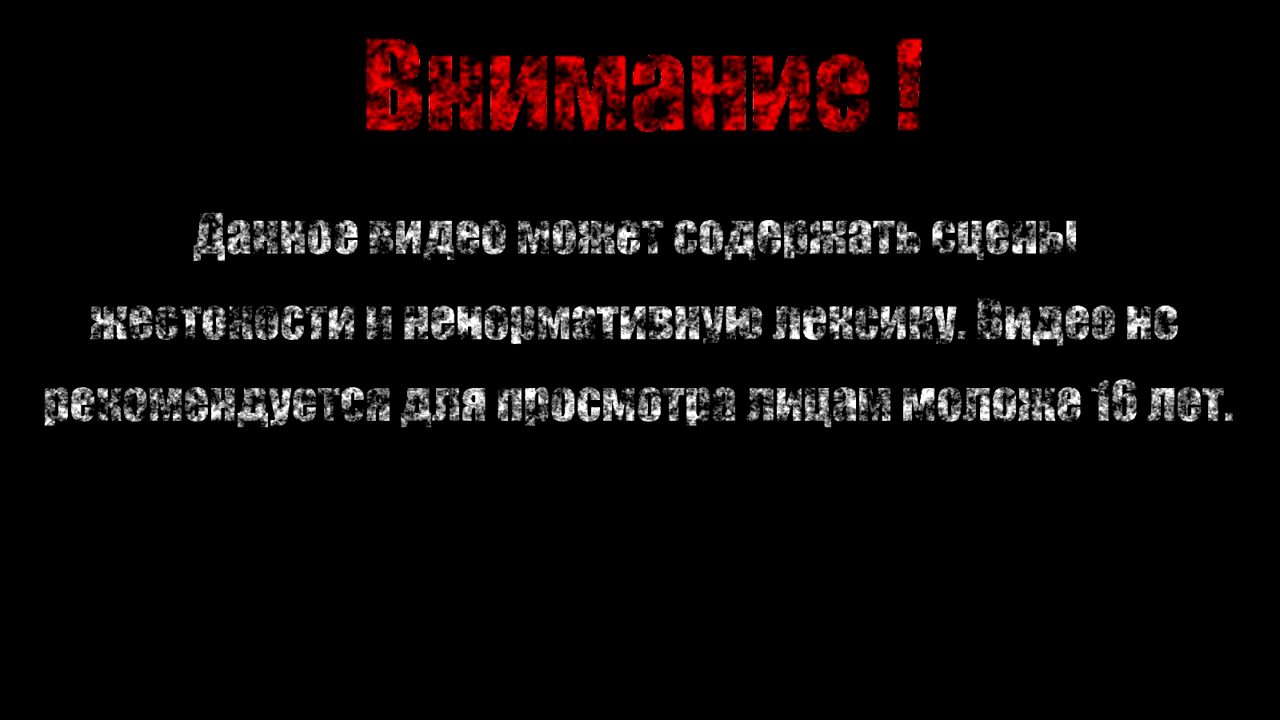 Внимание !
Данное видео может содержать сцены
жестокости и ненормативную лексику. Видео не
рекомендуется для просмотра лицам моложе 16 лет.